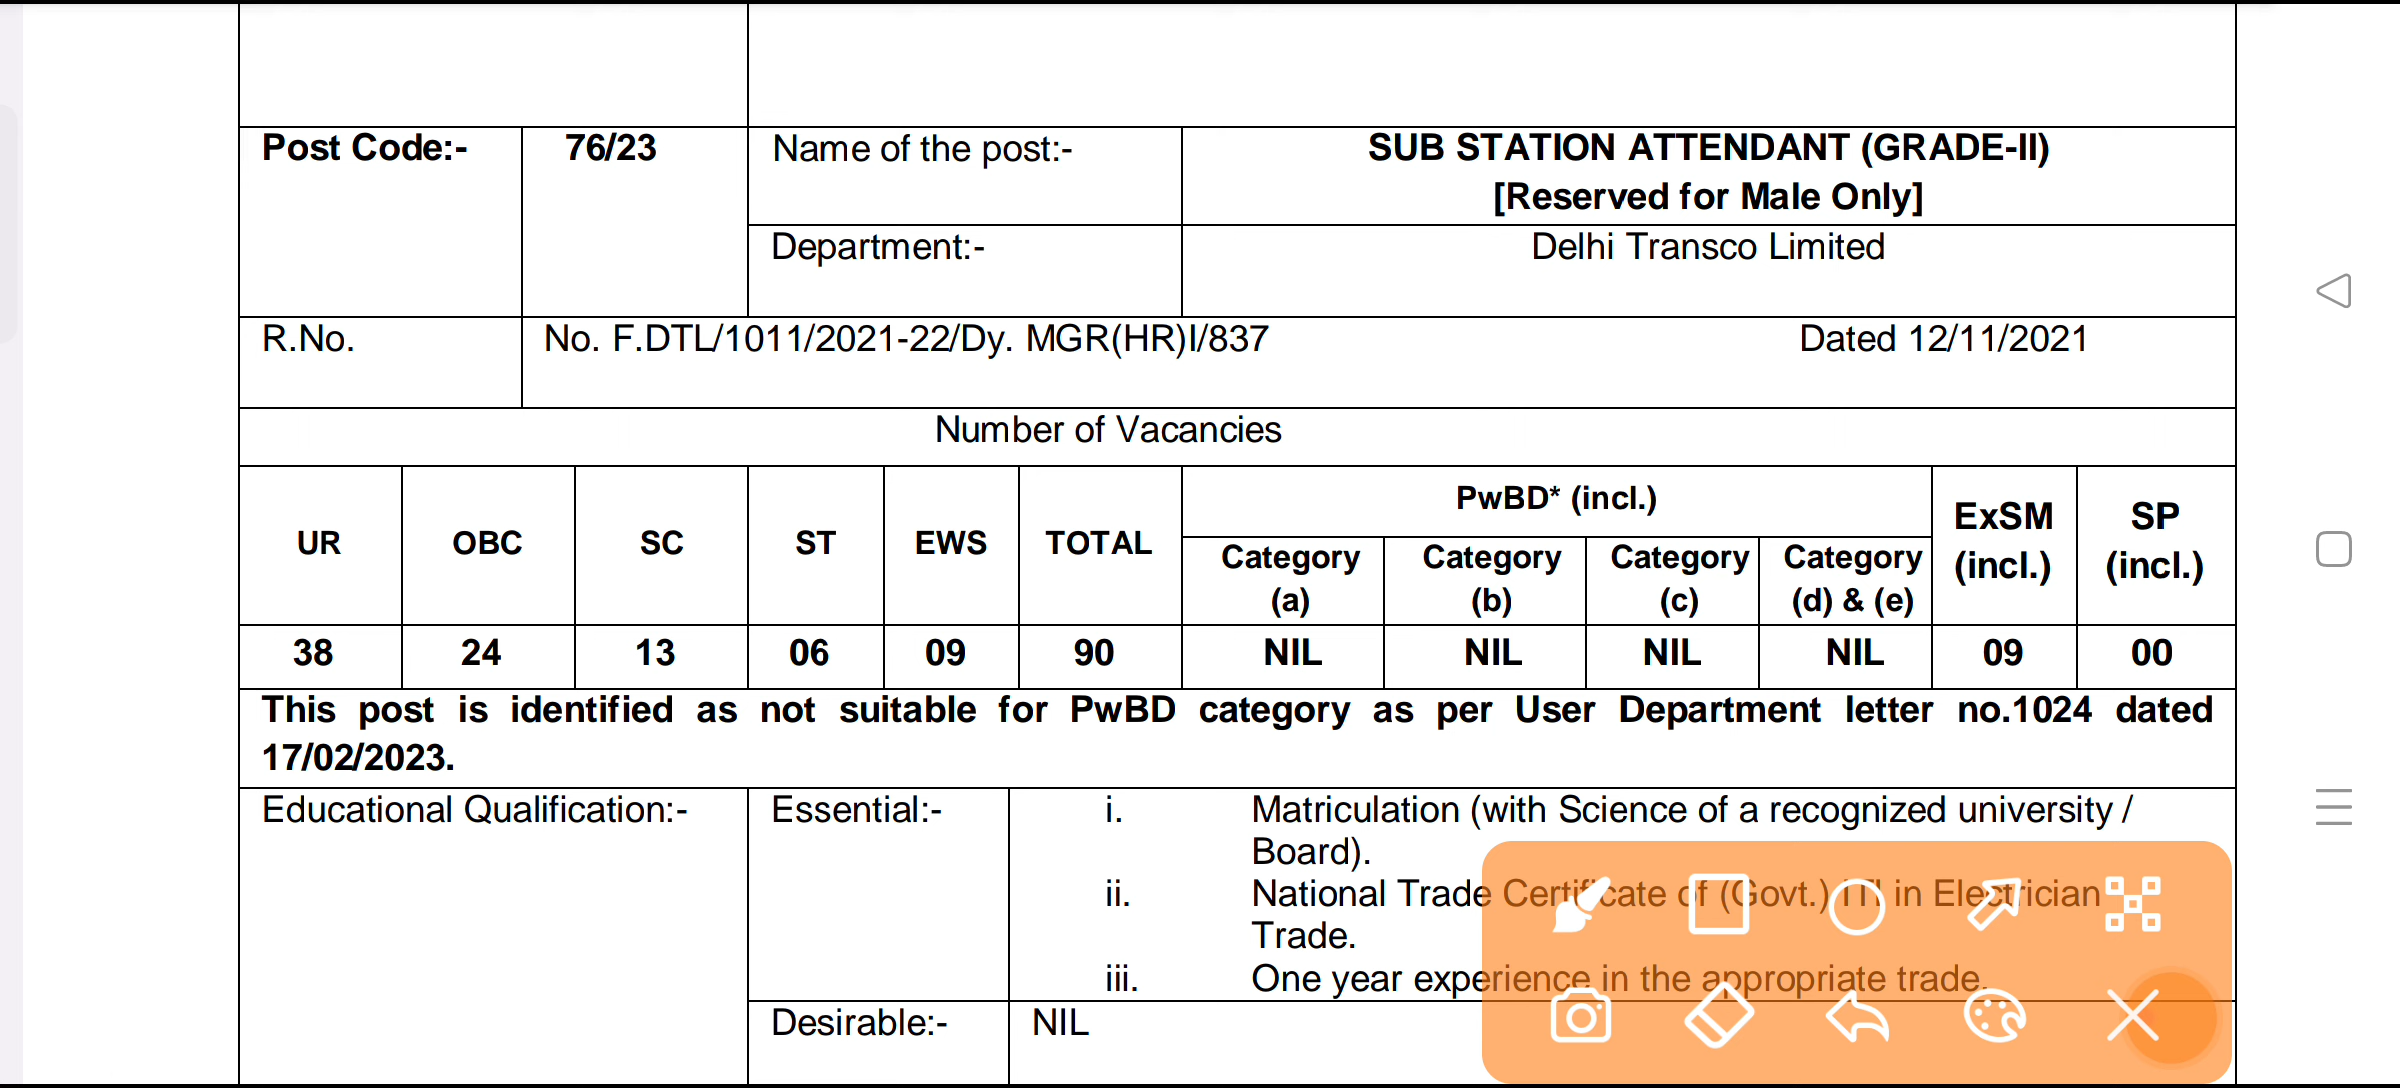 Post Code:- 76/23 Name of the post:- SUB STATION ATTENDANT (GRADE-II)
[Reserved for Male Only]
Department:- Delhi Transco Limited
R.No. No. F.DTL/1011/2021-22/Dy. MGR(HR)I/837 Dated 12/11/2021
Number of Vacancies
UR OBC SC ST EWS TOTAL PwBD* (incl.) ExSM (incl.) SP (incl.)
Category (a) Category (b) Category (c) Category (d) & (e)
38 24 13 06 09 90 NIL NIL NIL NIL 09 00
This post is identified as not suitable for PwBD category as per User Department letter no.1024 dated
17/02/2023.
Educational Qualification:- Essential:- i. Matriculation (with Science of a recognized university /
Board).
ii. National Trade Certificate of (Govt.) ITI in Electrician
Trade.
iii. One year experience in the appropriate trade.
Desirable:- NIL